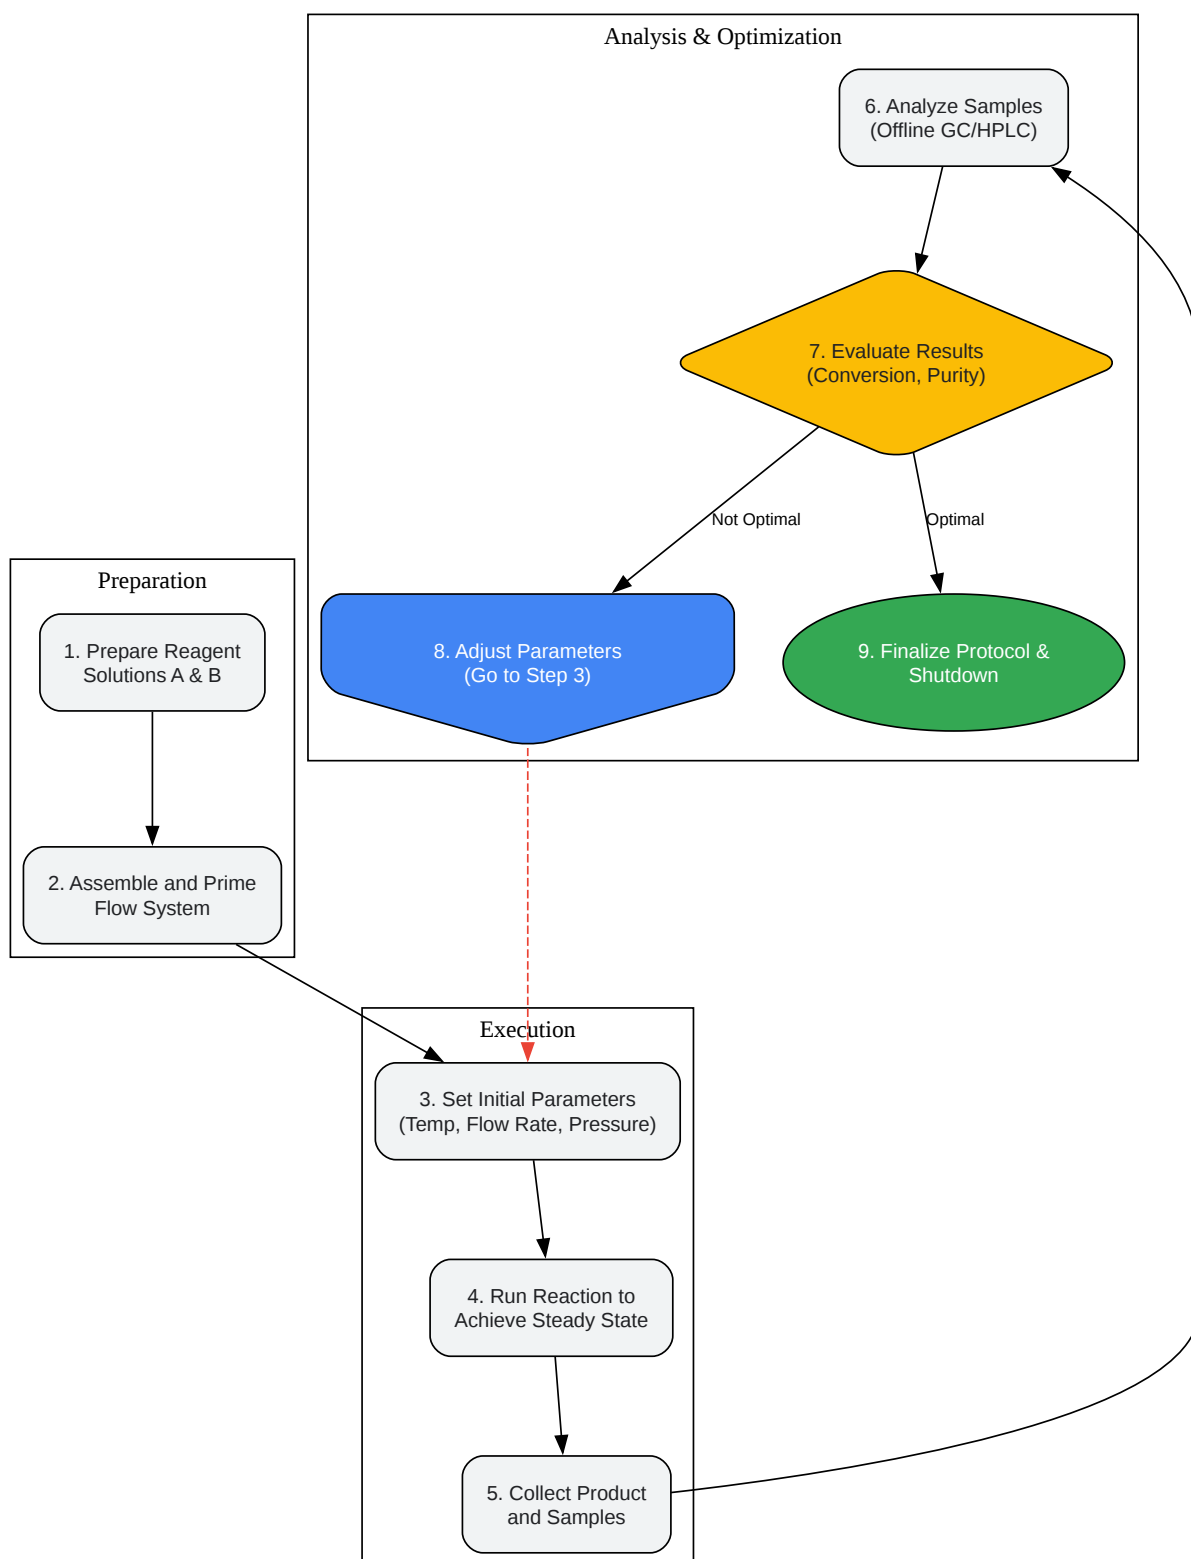 Analysis & Optimization
6. Analyze Samples
(Offline GC/HPLC)
7. Evaluate Results
(Conversion, Purity)
Not Optimal
Optimal
8. Adjust Parameters
(Go to Step 3)
9. Finalize Protocol &
Shutdown
Preparation
1. Prepare Reagent
Solutions A & B
2. Assemble and Prime
Flow System
Execution
3. Set Initial Parameters
(Temp, Flow Rate, Pressure)
4. Run Reaction to
Achieve Steady State
5. Collect Product
and Samples